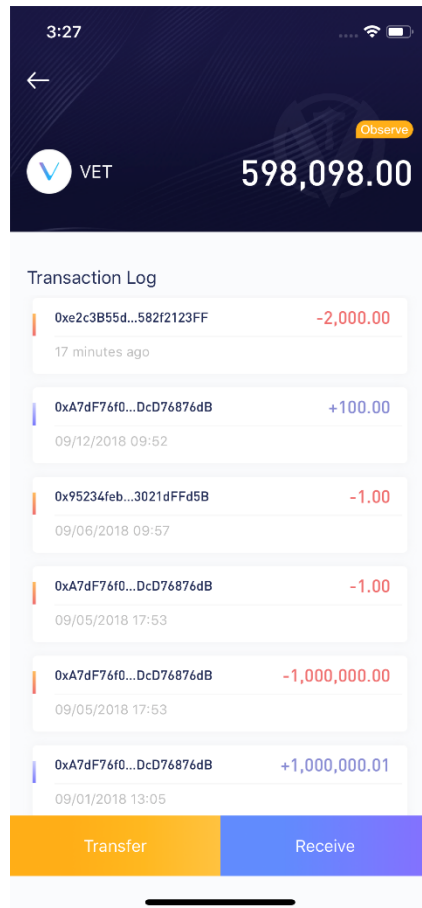 3:27
Observe
VET
598,098.00
Transaction Log
0xe2c3B55d...582f2123FF
-2,000.00
17 minutes ago
0xA7dF76f0...DcD76876dB
+100.00
09/12/2018 09:52
0x95234feb...3021dFFd5B
-1.00
09/06/2018 09:57
0xA7dF76f0...DcD76876dB
-1.00
09/05/2018 17:53
0xA7dF76f0...DcD76876dB
-1,000,000.00
09/05/2018 17:53
0xA7dF76f0...DcD76876dB
+1,000,000.01
09/01/2018 13:05
Transfer
Receive